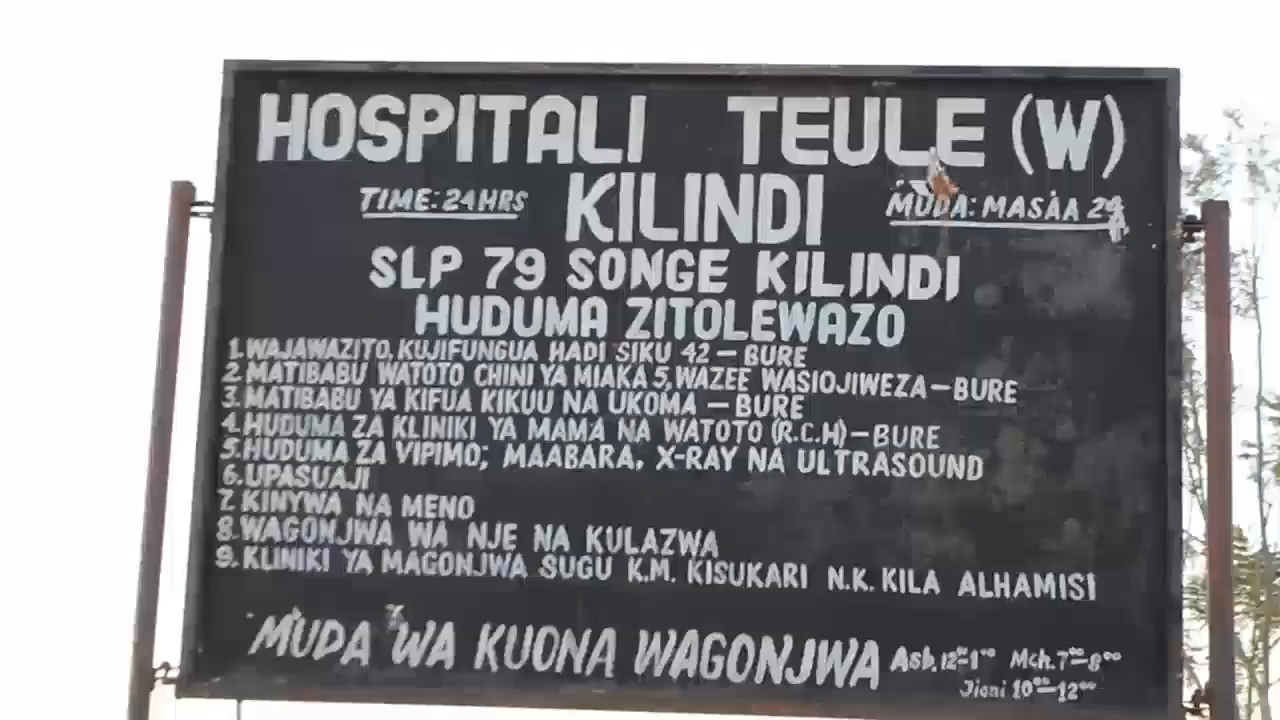 HOSPITALI TEULE (W)
KILINDI
TIME: 24HRS
MUDA: MASAA 24
SLP 79 SONGE KILINDI
HUDUMA ZITOLEWAZO
1. WAJAWAZITO, KUJIFUNGUA HADI SIKU 42 – BURE
2. MATIBABU WATOTO CHINI YA MIAKA 5, WAZEE WASIOJIWEZA – BURE
3. MATIBABU YA KIFUA KIKUU NA UKOMA – BURE
4. HUDUMA ZA KLINIKI YA MAMA NA WATOTO (R.C.H) – BURE
5. HUDUMA ZA VIPIMO; MAABARA, X-RAY NA ULTRASOUND
6. UPASUAJI
7. KINYWA NA MENO
8. WAGONJWA WA NJE NA KULAZWA
9. KLINIKI YA MAGONJWA SUGU K.M. KISUKARI N.K. KILA ALHAMISI
MUDA WA KUONA WAGONJWA Asb. 12⁰⁰-1⁰⁰ Mch. 7⁰⁰-8⁰⁰
Jioni 10⁰⁰-12⁰⁰